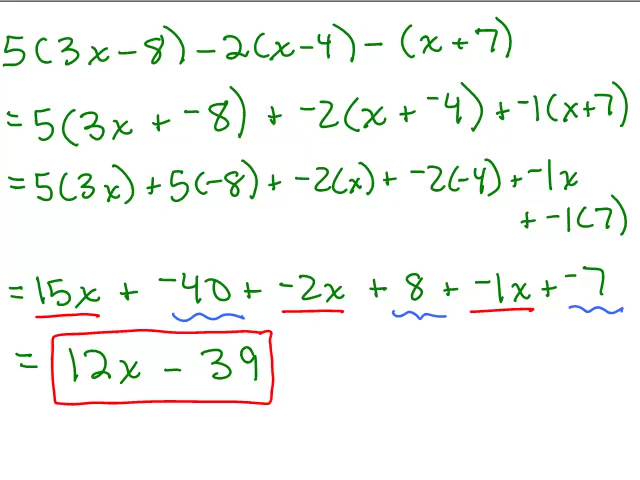 5(3x-8)-2(x-4)-(x+7)
=5(3x+-8)+-2(x+-4)+-1(x+7)
=5(3x)+5(-8)+-2(x)+-2(-4)+-1x
+-1(7)
=15x+-40+-2x+8+-1x+-7
=12x-39